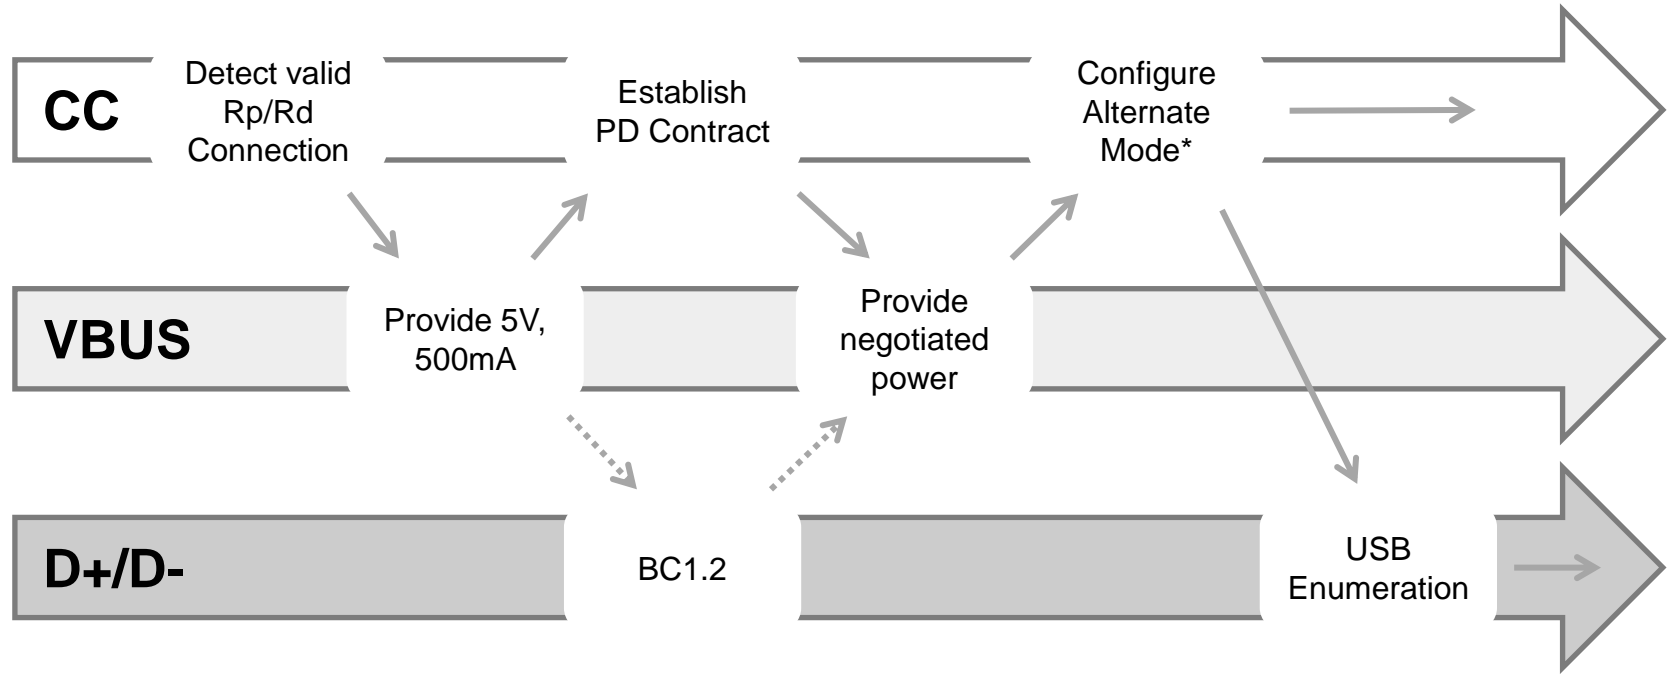 CC
Detect valid
Rp/Rd
Connection
Establish
PD Contract
Configure
Alternate
Mode*
VBUS
Provide 5V,
500mA
Provide
negotiated
power
D+/D-
BC1.2
USB
Enumeration